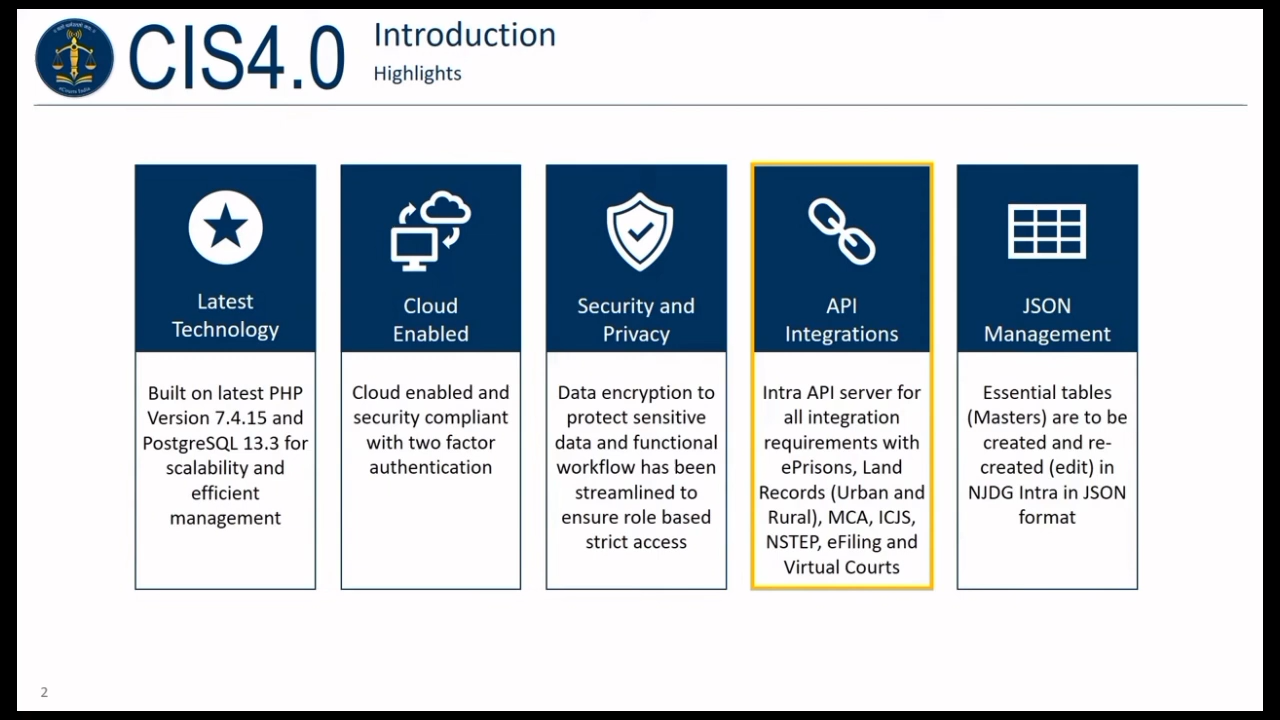 CIS4.0
Introduction
Highlights
Latest
Technology
Built on latest PHP
Version 7.4.15 and
PostgreSQL 13.3 for
scalability and
efficient
management
Cloud
Enabled
Cloud enabled and
security compliant
with two factor
authentication
Security and
Privacy
Data encryption to
protect sensitive
data and functional
workflow has been
streamlined to
ensure role based
strict access
API
Integrations
Intra API server for
all integration
requirements with
ePrisons, Land
Records (Urban and
Rural), MCA, ICJS,
NSTEP, eFiling and
Virtual Courts
JSON
Management
Essential tables
(Masters) are to be
created and re-
created (edit) in
NJDG Intra in JSON
format
2